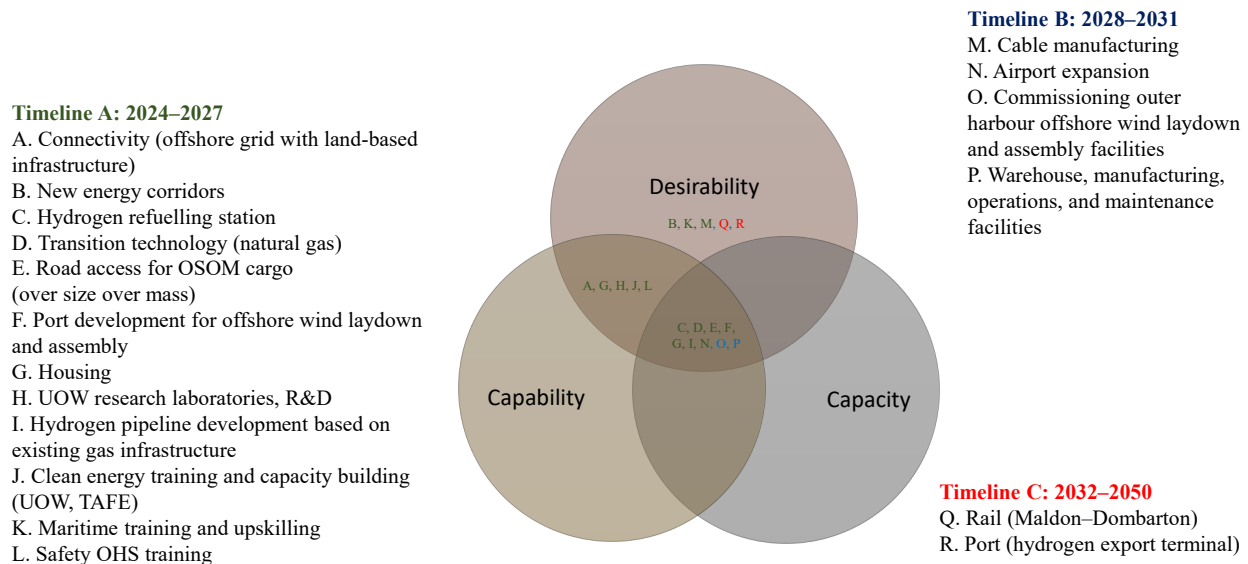 Timeline A: 2024–2027
A. Connectivity (offshore grid with land-based
infrastructure)
B. New energy corridors
C. Hydrogen refuelling station
D. Transition technology (natural gas)
E. Road access for OSOM cargo
(over size over mass)
F. Port development for offshore wind laydown
and assembly
G. Housing
H. UOW research laboratories, R&D
I. Hydrogen pipeline development based on
existing gas infrastructure
J. Clean energy training and capacity building
(UOW, TAFE)
K. Maritime training and upskilling
L. Safety OHS training
Desirability
B, K, M, Q, R
A, G, H, J, L
C, D, E, F,
G, I, N, O, P
Capability
Capacity
Timeline B: 2028–2031
M. Cable manufacturing
N. Airport expansion
O. Commissioning outer
harbour offshore wind laydown
and assembly facilities
P. Warehouse, manufacturing,
operations, and maintenance
facilities
Timeline C: 2032–2050
Q. Rail (Maldon–Dombarton)
R. Port (hydrogen export terminal)